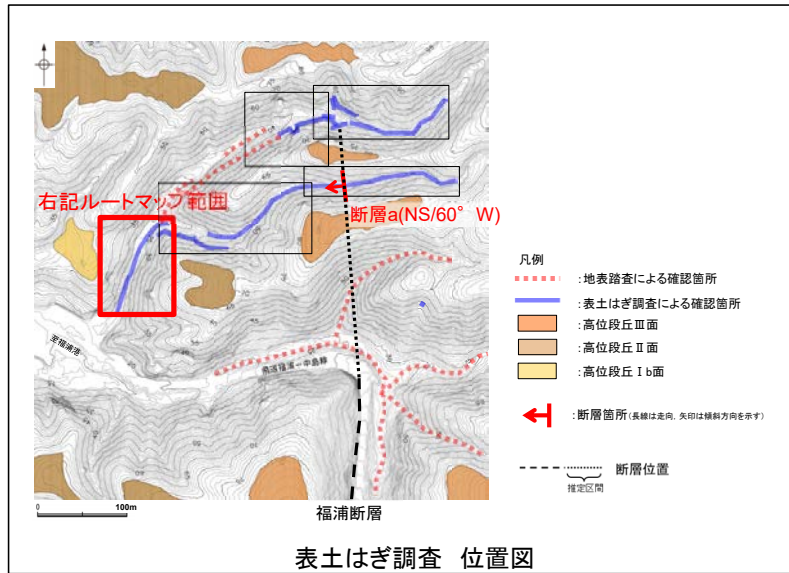 右記ルートマップ範囲
断層a(NS/60°W)
至福浦港
福浦断層
0 100m
凡例
:地表踏査による確認箇所
:表土はぎ調査による確認箇所
:高位段丘Ⅲ面
:高位段丘Ⅱ面
:高位段丘Ⅰb面
:断層箇所(長線は走向，矢印は傾斜方向を示す)
断層位置
推定区間
表土はぎ調査 位置図